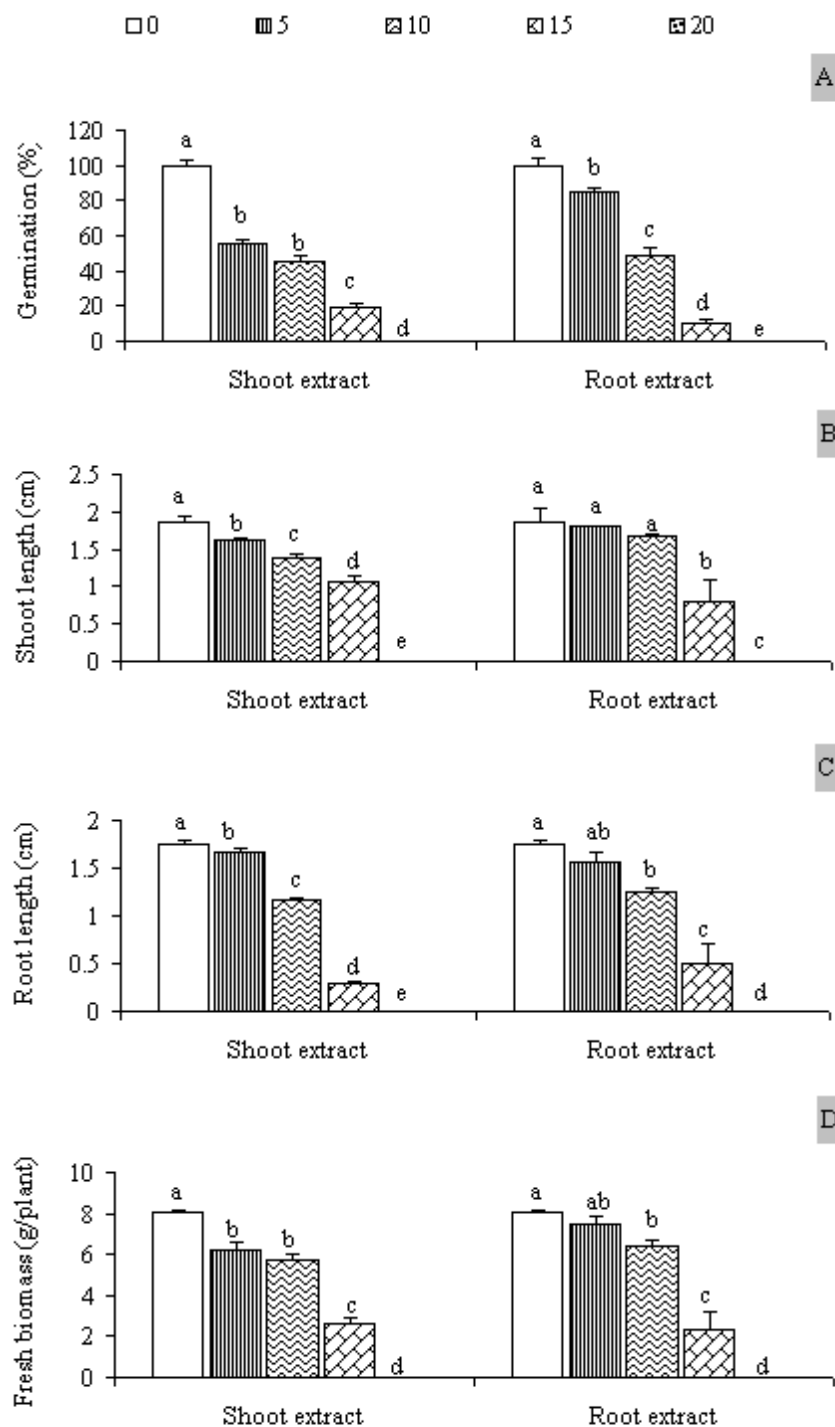 0 5 10 15 20
A
Germination (%)
120
100
80
60
40
20
0
a
b
b
c
d
a
b
c
d
e
Shoot extract Root extract
B
Shoot length (cm)
2.5
2
1.5
1
0.5
0
a
b
c
d
e
a
a
a
b
c
Shoot extract Root extract
C
Root length (cm)
2
1.5
1
0.5
0
a
b
c
d
e
a
ab
b
c
d
Shoot extract Root extract
D
Fresh biomass (g/plant)
10
8
6
4
2
0
a
b
b
c
d
a
ab
b
c
d
Shoot extract Root extract